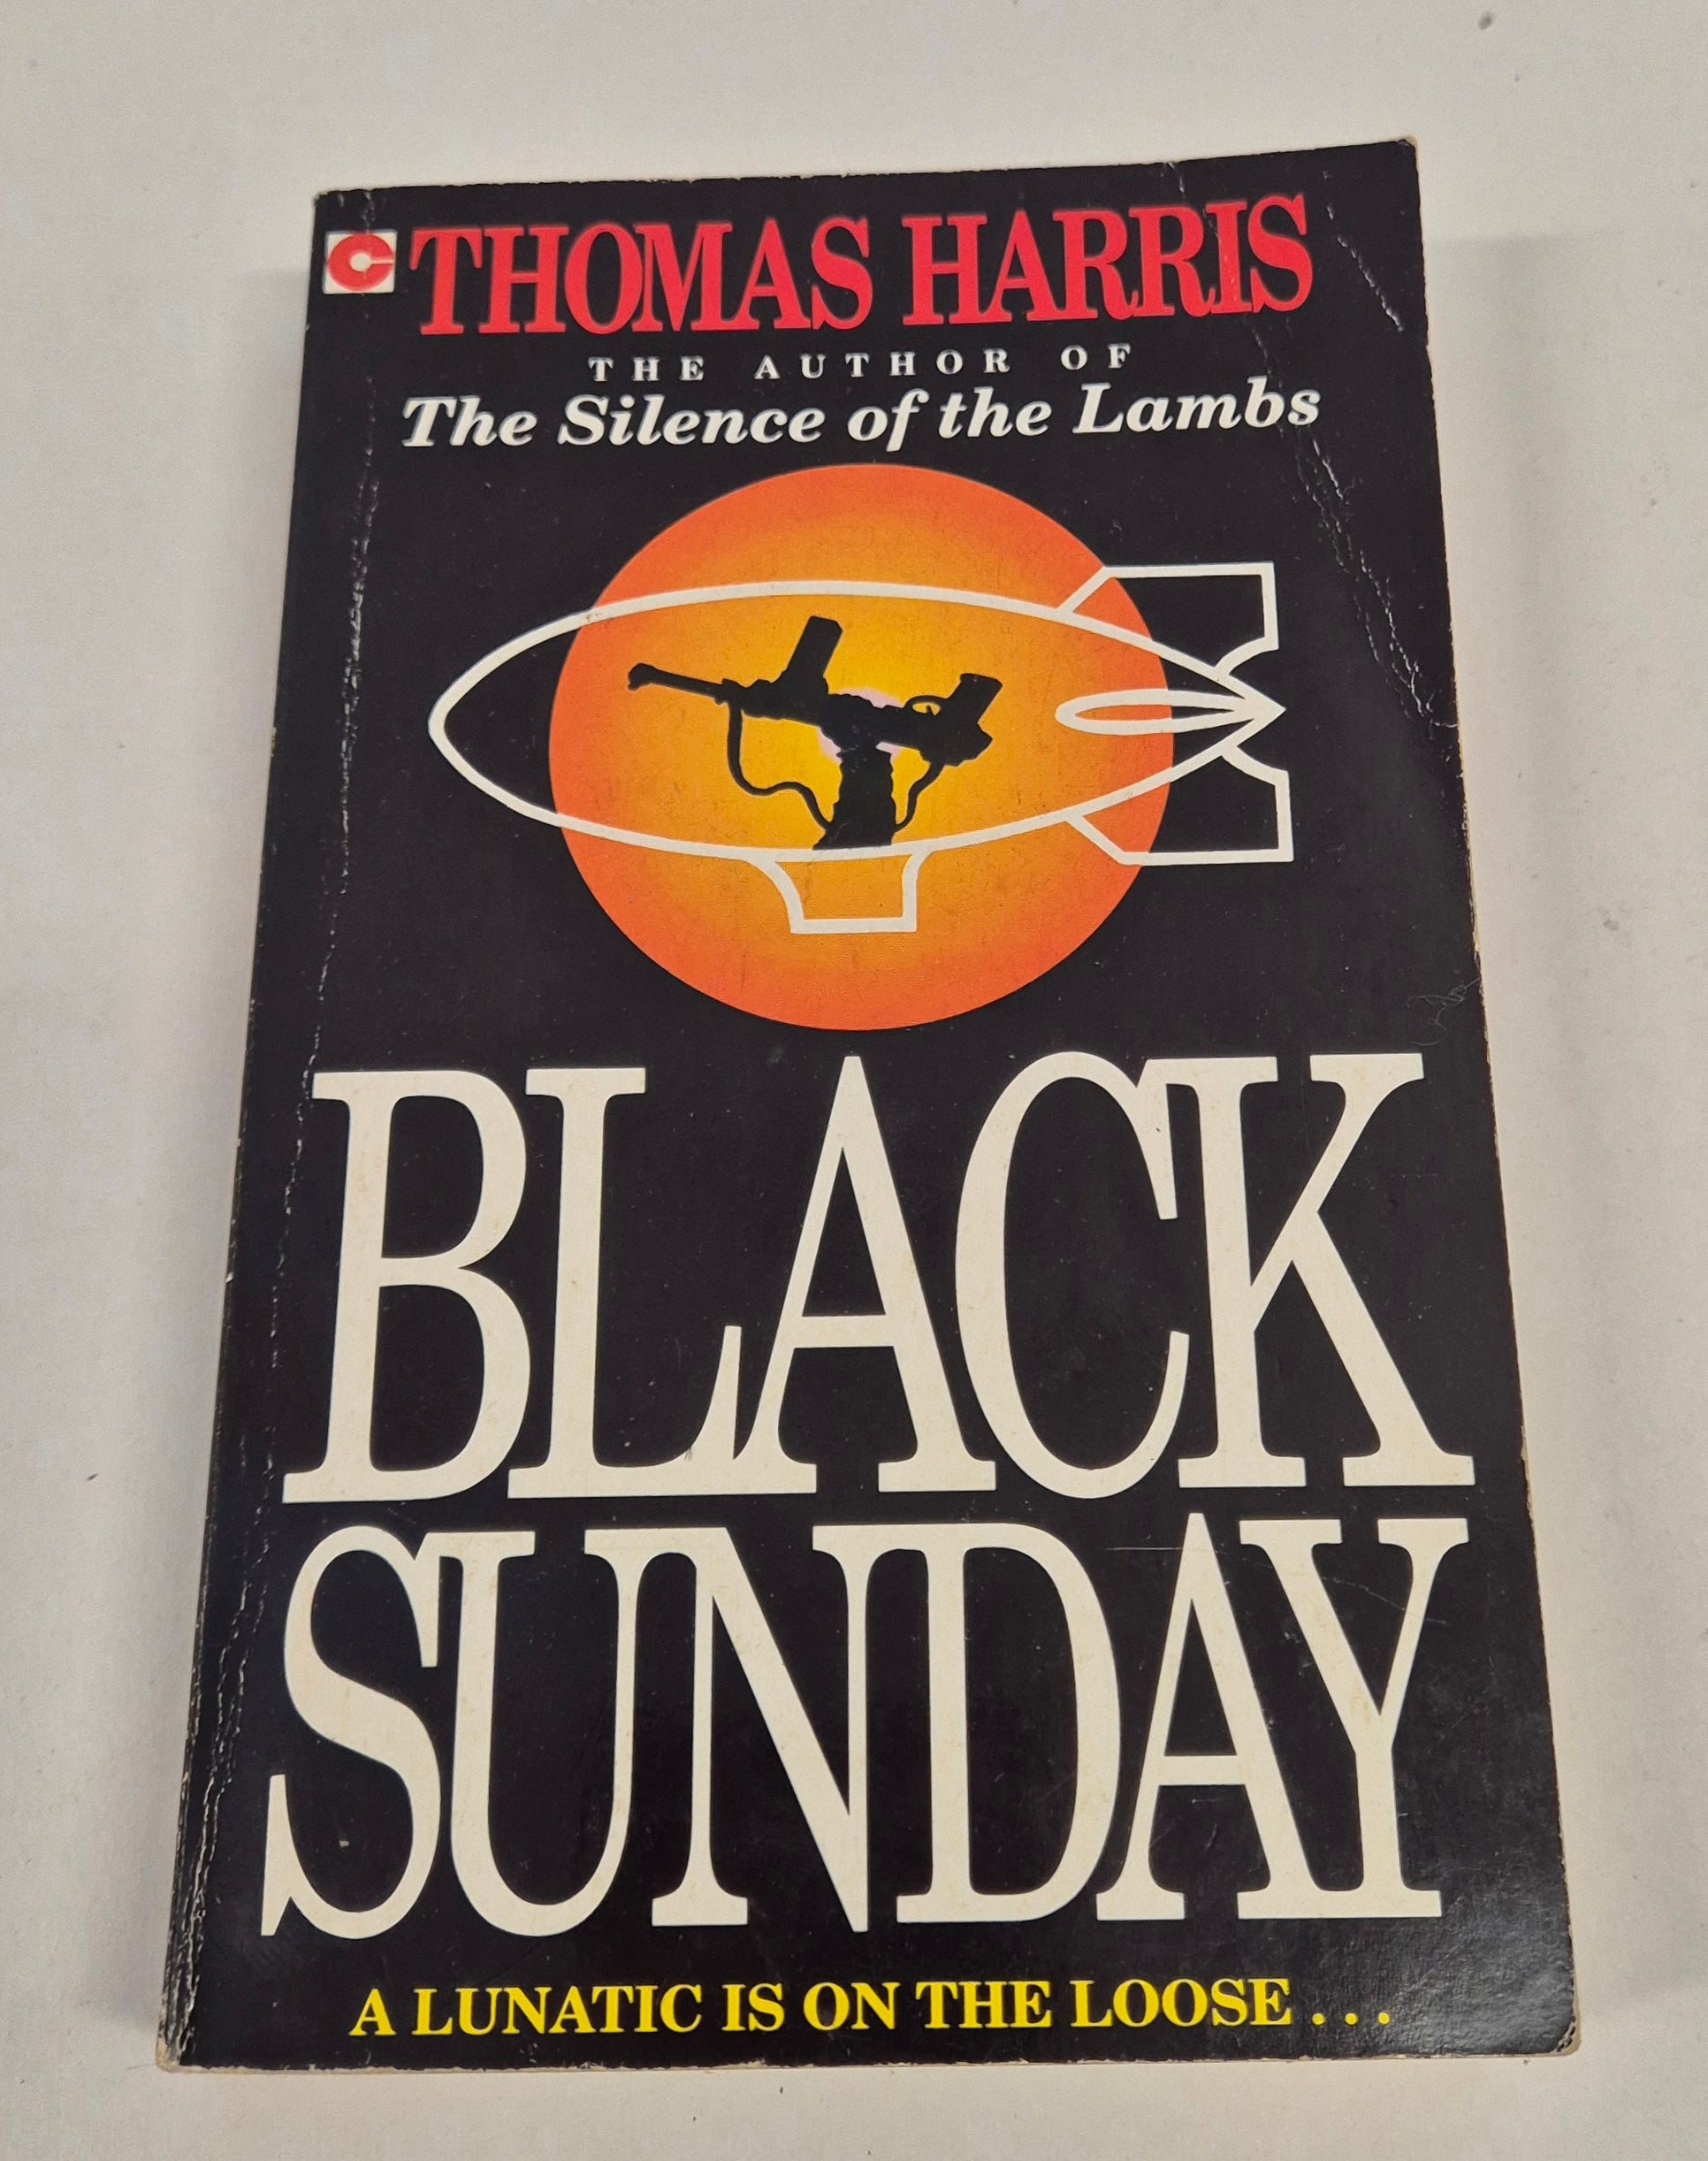 THOMAS HARRIS
THE AUTHOR OF
The Silence of the Lambs
BLACK
SUNDAY
A LUNATIC IS ON THE LOOSE...